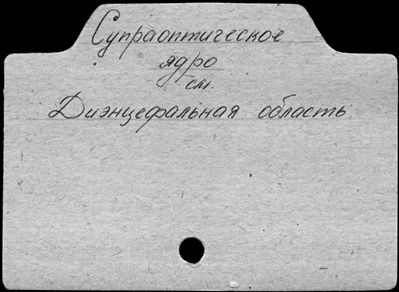 Супраоптическое
ядро
см.
Диэнцефальная область.